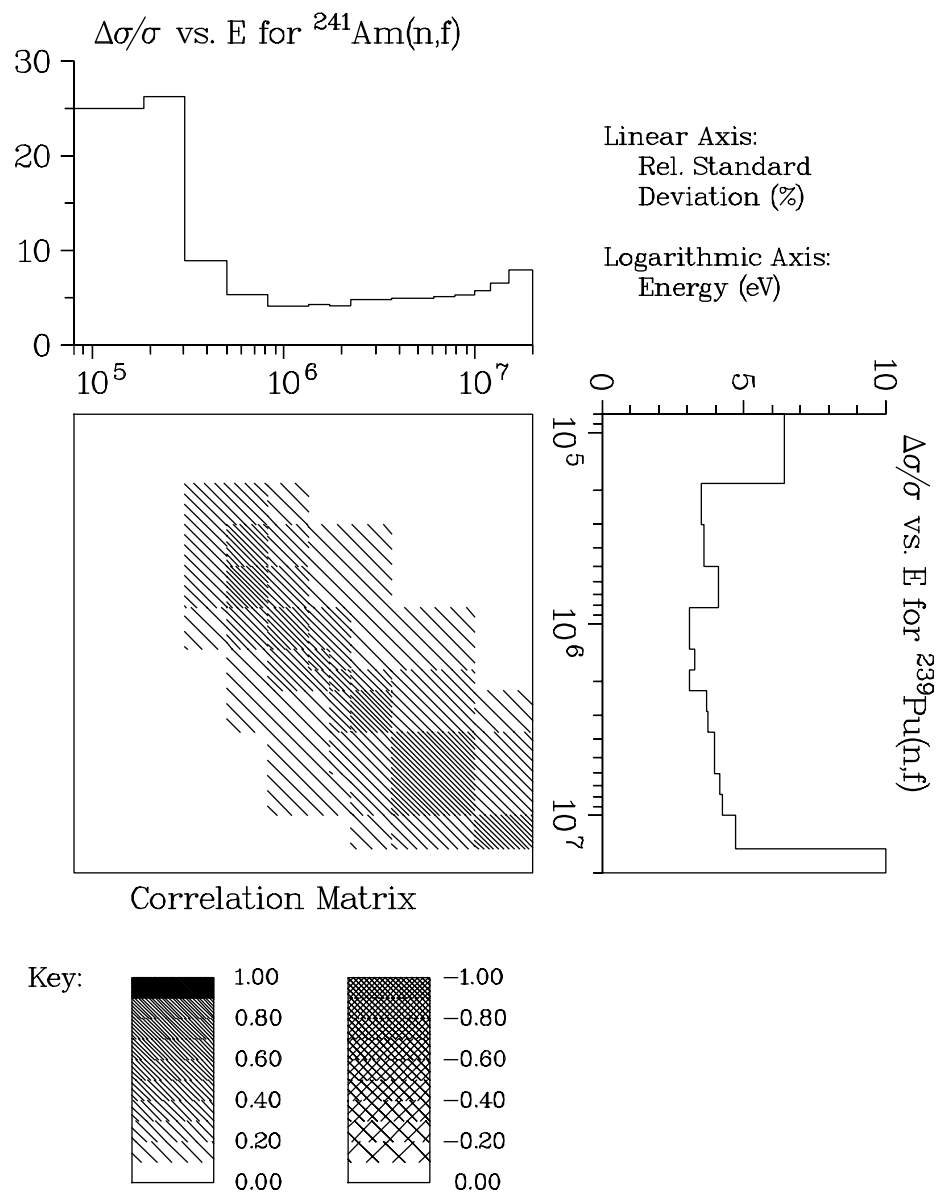 Δσ/σ vs. E for ²⁴¹Am(n,f)
30
20
10
0
10⁵ 10⁶ 10⁷
Linear Axis:
Rel. Standard
Deviation (%)
Logarithmic Axis:
Energy (eV)
0 5 10
10⁵
10⁶
10⁷
Δσ/σ vs. E for ²³⁹Pu(n,f)
Correlation Matrix
Key:
1.00
0.80
0.60
0.40
0.20
0.00
−1.00
−0.80
−0.60
−0.40
−0.20
0.00